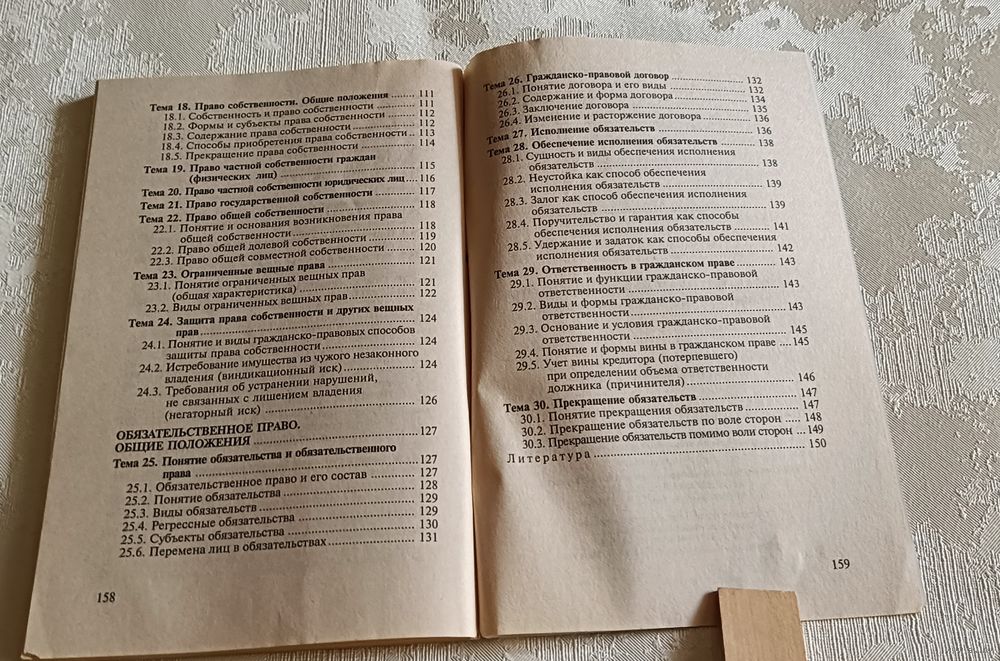 Тема 18. Право собственности. Общие положения ...... 111
18.1. Собственность и право собственности ............ 111
18.2. Формы и субъекты права собственности ......... 112
18.3. Содержание права собственности .................. 112
18.4. Способы приобретения права собственности .. 113
18.5. Прекращение права собственности ................ 114
Тема 19. Право частной собственности граждан
(физических лиц) ........................................ 115
Тема 20. Право частной собственности юридических лиц ... 116
Тема 21. Право государственной собственности ............ 117
Тема 22. Право общей собственности ........................ 118
22.1. Понятие и основания возникновения права
общей собственности .................................. 118
22.2. Право общей долевой собственности .............. 119
23.3. Право общей совместной собственности ......... 120
Тема 23. Ограниченные вещные права ........................ 121
23.1. Понятие ограниченных вещных прав
(общая характеристика) ............................... 121
23.2. Виды ограниченных вещных прав .................. 122
Тема 24. Защита права собственности и других вещных
прав ........................................................... 124
24.1. Понятие и виды гражданско-правовых способов
защиты права собственности ......................... 124
24.2. Истребование имущества из чужого незаконного
владения (виндикационный иск) .................... 124
24.3. Требования об устранении нарушений,
не связанных с лишением владения
(негаторный иск) ......................................... 126
ОБЯЗАТЕЛЬСТВЕННОЕ ПРАВО.
ОБЩИЕ ПОЛОЖЕНИЯ ........................................ 127
Тема 25. Понятие обязательства и обязательственного
права .......................................................... 127
25.1. Обязательственное право и его состав ............ 127
25.2. Понятие обязательства ................................ 128
25.3. Виды обязательств ...................................... 129
25.4. Регрессные обязательства ............................. 129
25.5. Субъекты обязательства ............................... 130
25.6. Перемена лиц в обязательствах ...................... 131
158
Тема 26. Гражданско-правовой договор ..................... 132
26.1. Понятие договора и его виды ........................ 132
26.2. Содержание и форма договора ...................... 134
26.3. Заключение договора .................................. 135
26.4. Изменение и расторжение договора ............... 136
Тема 27. Исполнение обязательств ........................... 136
Тема 28. Обеспечение исполнения обязательств ........... 138
28.1. Сущность и виды обеспечения исполнения
обязательств ............................................... 138
28.2. Неустойка как способ обеспечения
исполнения обязательств .............................. 139
28.3. Залог как способ обеспечения исполнения
обязательств ............................................... 139
28.4. Поручительство и гарантия как способы
обеспечения исполнения обязательств ............. 141
28.5. Удержание и задаток как способы обеспечения
исполнения обязательств .............................. 142
Тема 29. Ответственность в гражданском праве ........... 143
29.1. Понятие и функции гражданско-правовой
ответственности .......................................... 143
29.2. Виды и формы гражданско-правовой
ответственности .......................................... 143
29.3. Основание и условия гражданско-правовой
ответственности .......................................... 145
29.4. Понятие и формы вины в гражданском праве ... 145
29.5. Учет вины кредитора (потерпевшего)
при определении объема ответственности
должника (причинителя) .............................. 146
Тема 30. Прекращение обязательств ......................... 147
30.1. Понятие прекращения обязательств ............... 147
30.2. Прекращение обязательств по воле сторон ..... 148
30.3. Прекращение обязательств помимо воли сторон ... 149
Литература ........................................................ 150
159